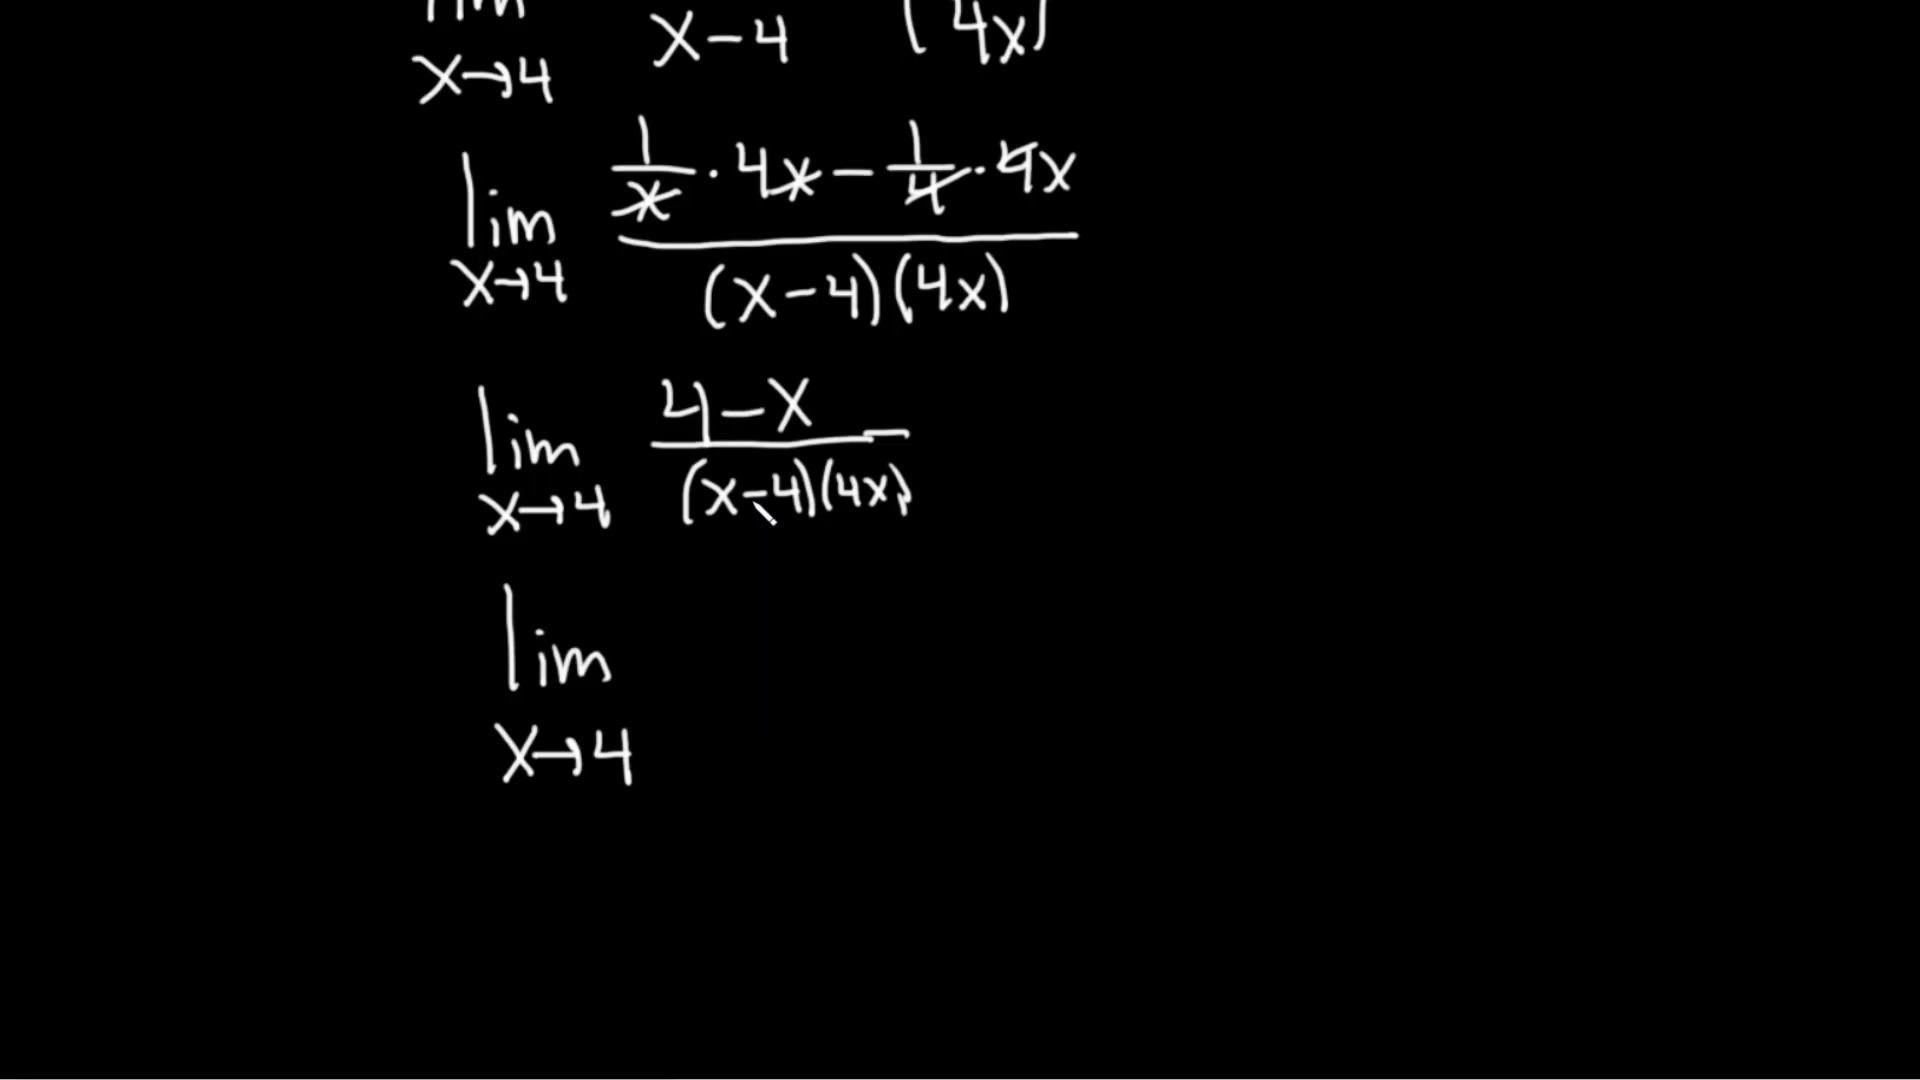 lim x→4 x-4 (4x)
lim x→4 1/x · 4x - 1/4 · 4x / (x-4)(4x)
lim x→4 4-x / (x-4)(4x)
lim x→4